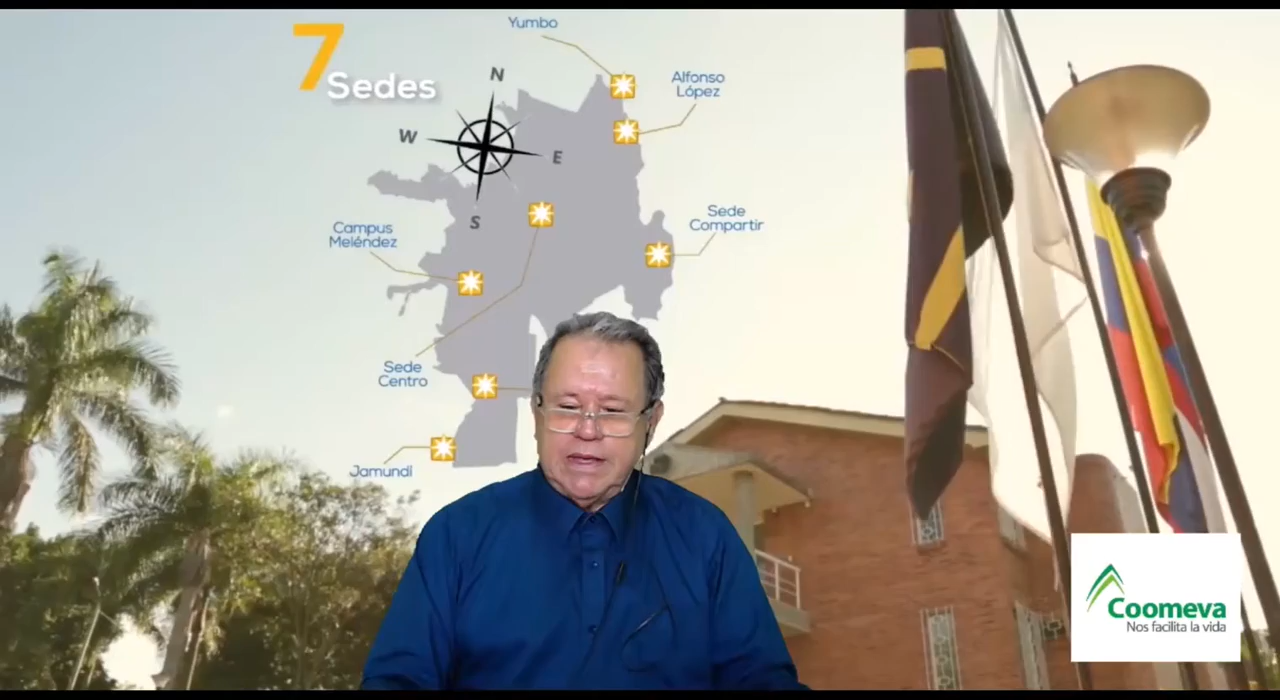 Yumbo
7
Sedes
N
Alfonso
López
W
E
S
Sede
Compartir
Campus
Meléndez
Sede
Centro
Jamundí
Coomeva
Nos facilita la vida